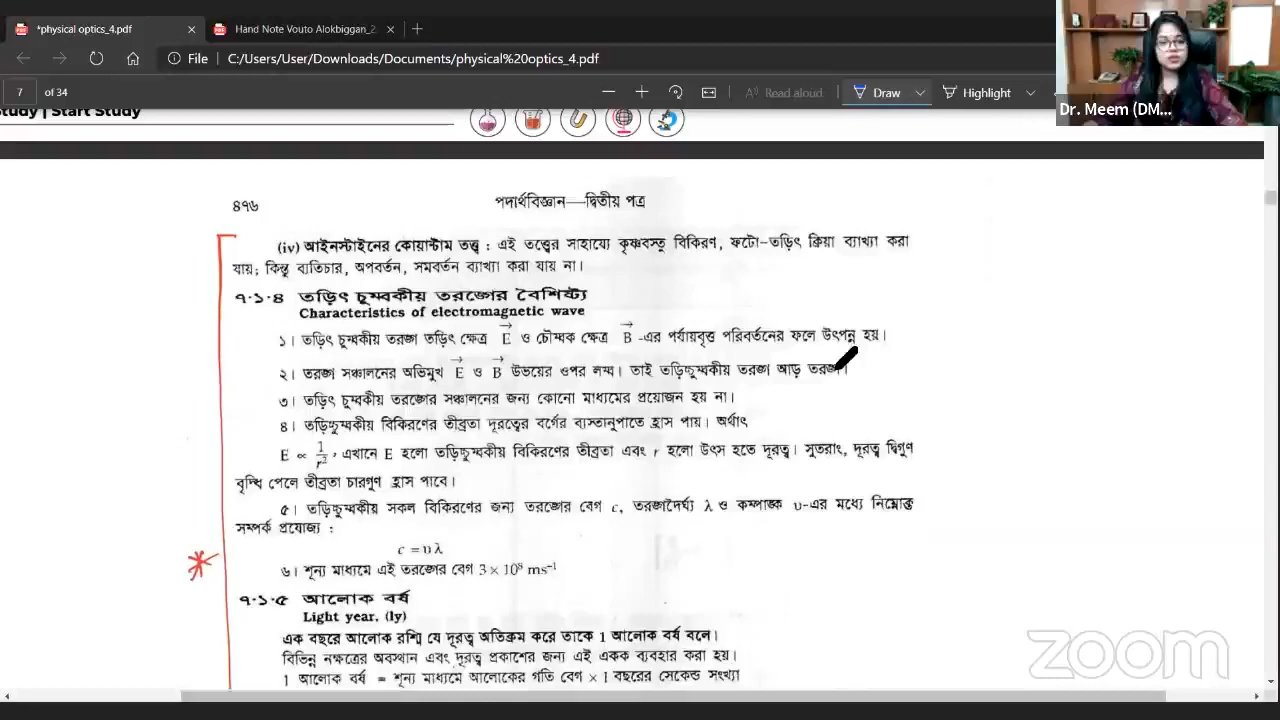 *physical optics_4.pdf
Hand Note Vouto Alokbiggan_2
File C:/Users/User/Downloads/Documents/physical%20optics_4.pdf
7 of 34
Read aloud
Draw
Highlight
Dr. Meem (DM...
tudy | Start Study
৪৭৬
পদার্থবিজ্ঞান—দ্বিতীয় পত্র
(iv) আইনস্টাইনের কোয়ান্টাম তত্ত্ব : এই তত্ত্বের সাহায্যে কৃষ্ণবস্তু বিকিরণ, ফটো-তড়িৎ ক্রিয়া ব্যাখ্যা করা
যায়; কিন্তু ব্যতিচার, অপবর্তন, সমবর্তন ব্যাখ্যা করা যায় না।
৭·১·৪ তড়িৎ চুম্বকীয় তরঙ্গের বৈশিষ্ট্য
Characteristics of electromagnetic wave
১। তড়িৎ চুম্বকীয় তরঙ্গ তড়িৎ ক্ষেত্র E→ ও চৌম্বক ক্ষেত্র B→ -এর পর্যায়বৃত্ত পরিবর্তনের ফলে উৎপন্ন হয়।
২। তরঙ্গ সঞ্চালনের অভিমুখ E→ ও B→ উভয়ের ওপর লম্ব। তাই তড়িচ্চুম্বকীয় তরঙ্গ আড় তরঙ্গ।
৩। তড়িৎ চুম্বকীয় তরঙ্গের সঞ্চালনের জন্য কোনো মাধ্যমের প্রয়োজন হয় না।
৪। তড়িচ্চুম্বকীয় বিকিরণের তীব্রতা দূরত্বের বর্গের ব্যস্তানুপাতে হ্রাস পায়। অর্থাৎ
E ∝ 1/r², এখানে E হলো তড়িচ্চুম্বকীয় বিকিরণের তীব্রতা এবং r হলো উৎস হতে দূরত্ব। সুতরাং, দূরত্ব দ্বিগুণ
বৃদ্ধি পেলে তীব্রতা চারগুণ হ্রাস পাবে।
৫। তড়িচ্চুম্বকীয় সকল বিকিরণের জন্য তরঙ্গের বেগ c, তরঙ্গদৈর্ঘ্য λ ও কম্পাঙ্ক υ-এর মধ্যে নিম্নোক্ত
সম্পর্ক প্রযোজ্য :
c = υλ
৬। শূন্য মাধ্যমে এই তরঙ্গের বেগ 3 × 10⁸ ms⁻¹
৭·১·৫ আলোক বর্ষ
Light year, (ly)
এক বছরে আলোক রশ্মি যে দূরত্ব অতিক্রম করে তাকে 1 আলোক বর্ষ বলে।
বিভিন্ন নক্ষত্রের অবস্থান এবং দূরত্ব প্রকাশের জন্য এই একক ব্যবহার করা হয়।
1 আলোক বর্ষ = শূন্য মাধ্যমে আলোকের গতি বেগ × 1 বছরের সেকেন্ড সংখ্যা
zoom